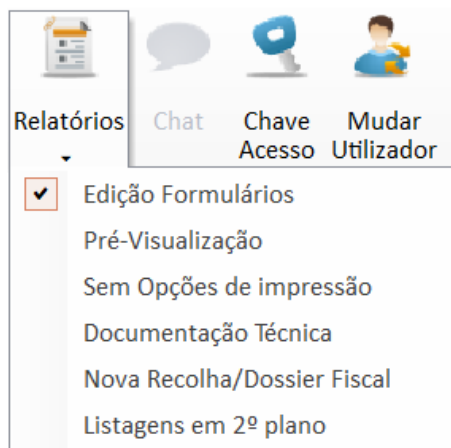 Relatórios
Chat
Chave
Acesso
Mudar
Utilizador
Edição Formulários
Pré-Visualização
Sem Opções de impressão
Documentação Técnica
Nova Recolha/Dossier Fiscal
Listagens em 2º plano